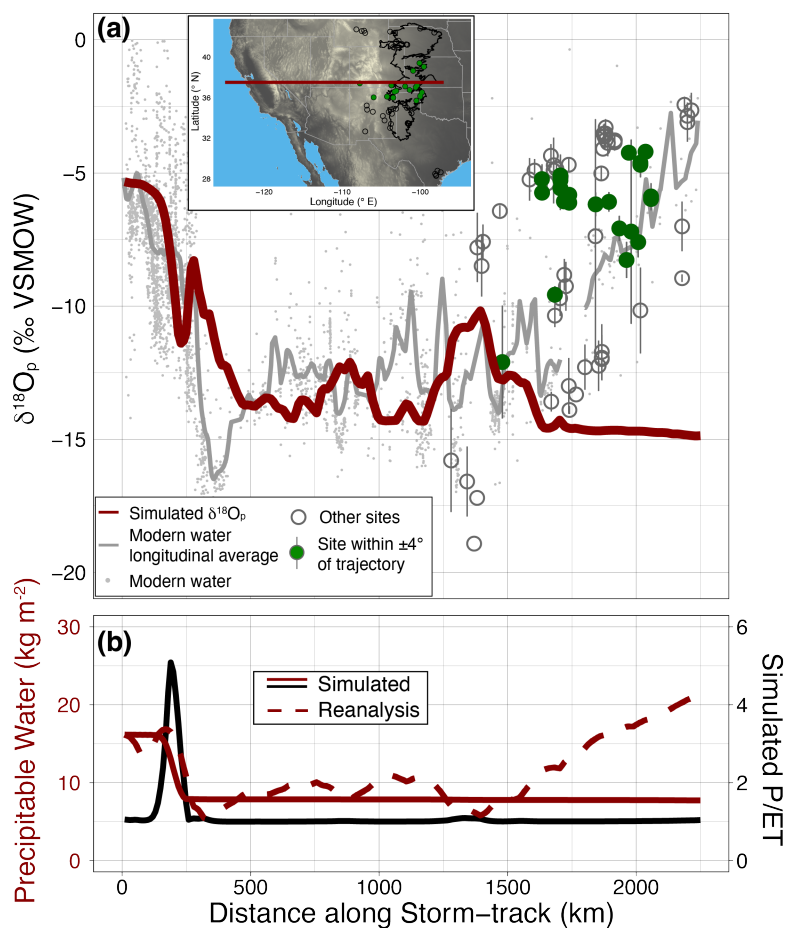 (a)
0
−5
−10
−15
−20
δ¹⁸Oₚ (‰ VSMOW)
40
36
32
28
Latitude (° N)
−120
−110
−100
Longitude (° E)
Simulated δ¹⁸Oₚ
Modern water
longitudinal average
Modern water
Other sites
Site within ±4°
of trajectory
(b)
30
20
10
0
Precipitable Water (kg m⁻²)
Simulated
Reanalysis
6
4
2
0
Simulated P/ET
0
500
1000
1500
2000
Distance along Storm−track (km)